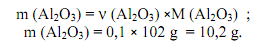 m (Al₂O₃) = ν (Al₂O₃) ×M (Al₂O₃)  ;
m (Al₂O₃) = 0,1 × 102 g  = 10,2 g.